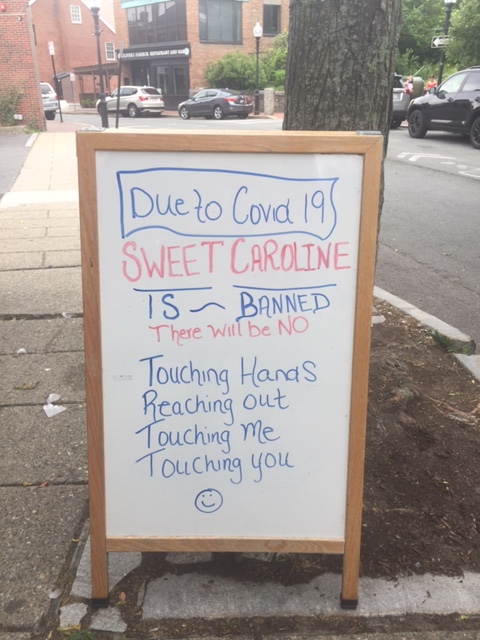 Due to Covid 19
SWEET CAROLINE
IS ~ BANNED
There will be NO
Touching Hands
Reaching out
Touching Me
Touching you